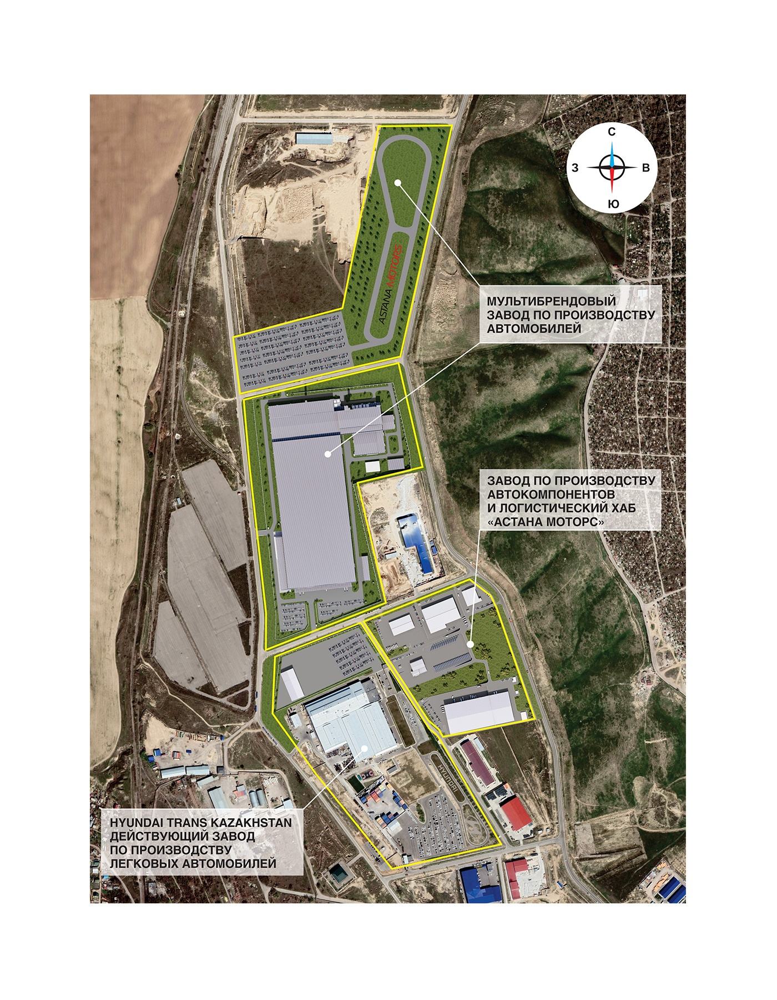 С
З В
Ю
ASTANA MOTORS
МУЛЬТИБРЕНДОВЫЙ
ЗАВОД ПО ПРОИЗВОДСТВУ
АВТОМОБИЛЕЙ
ЗАВОД ПО ПРОИЗВОДСТВУ
АВТОКОМПОНЕНТОВ
И ЛОГИСТИЧЕСКИЙ ХАБ
«АСТАНА МОТОРС»
HYUNDAI
HYUNDAI TRANS KAZAKHSTAN
ДЕЙСТВУЮЩИЙ ЗАВОД
ПО ПРОИЗВОДСТВУ
ЛЕГКОВЫХ АВТОМОБИЛЕЙ